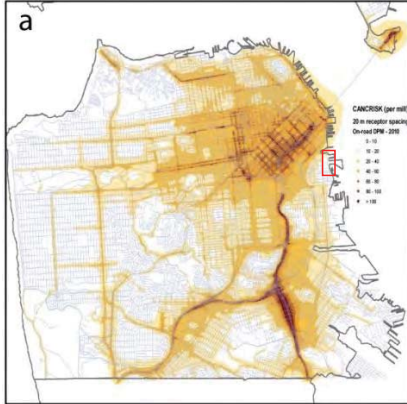 a
CANCRISK (per mill
20 m receptor spacing
On-road DPM - 2010
0 - 10
10 - 20
20 - 40
40 - 60
60 - 80
80 - 100
> 100